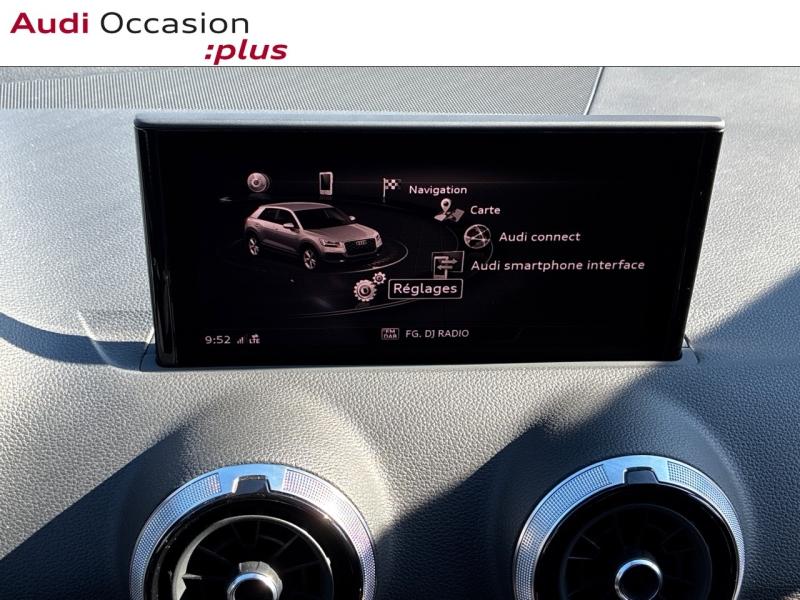 Audi Occasion
:plus
Navigation
Carte
Audi connect
Audi smartphone interface
Réglages
9:52 LTE
FM DAB FG. DJ RADIO